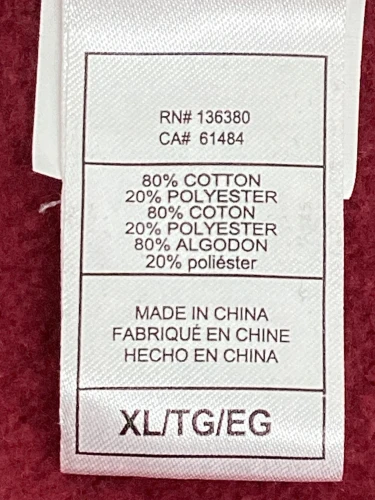 RN# 136380
CA# 61484
80% COTTON
20% POLYESTER
80% COTON
20% POLYESTER
80% ALGODON
20% poliéster
MADE IN CHINA
FABRIQUÉ EN CHINE
HECHO EN CHINA
XL/TG/EG